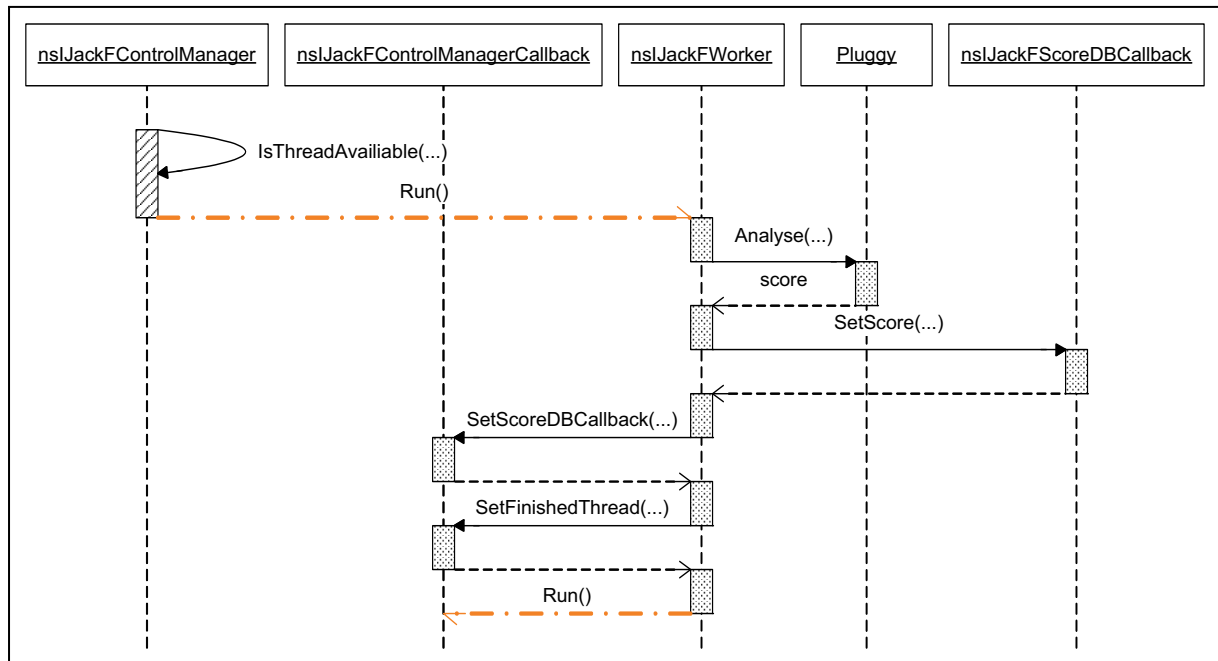 nsIJackFControlManager
nsIJackFControlManagerCallback
nsIJackFWorker
Pluggy
nsIJackFScoreDBCallback
IsThreadAvailiable(...)
Run()
Analyse(...)
score
SetScore(...)
SetScoreDBCallback(...)
SetFinishedThread(...)
Run()